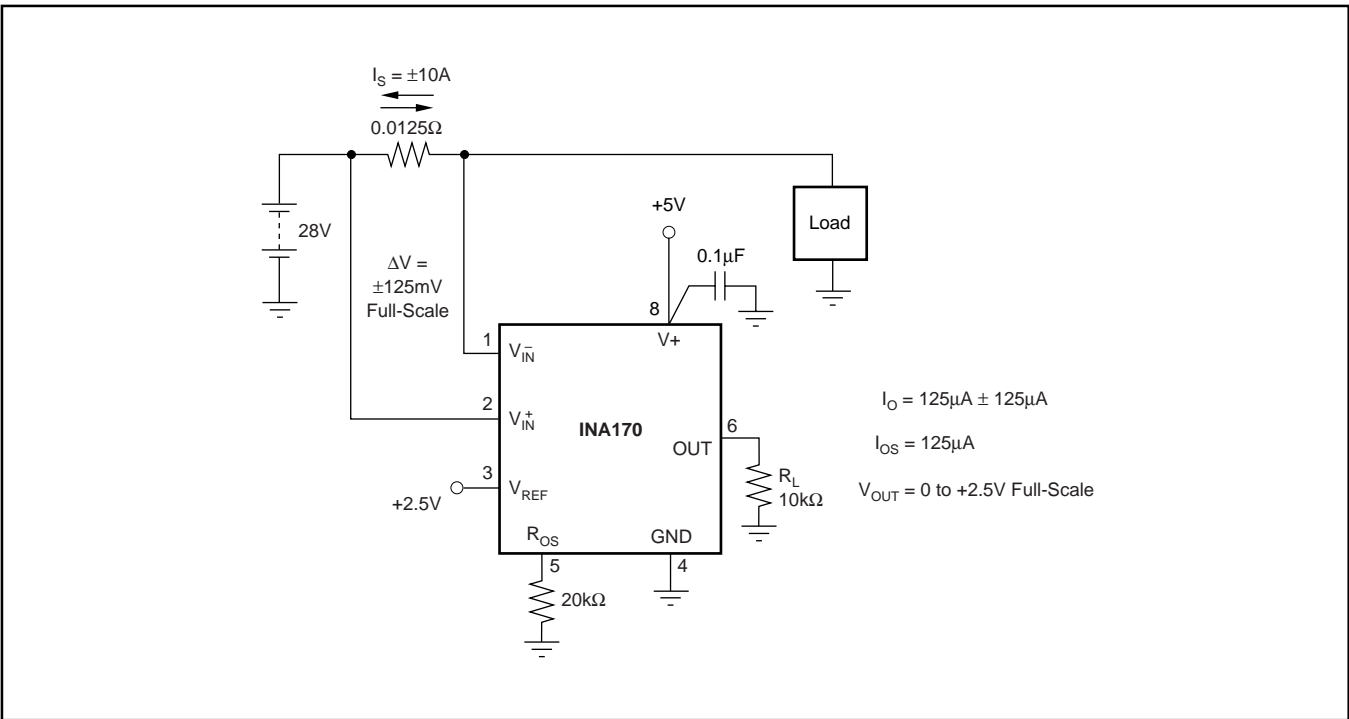 I_S = ±10A
0.0125Ω
28V
ΔV =
±125mV
Full-Scale
+5V
0.1μF
Load
8
V+
1
V_IN^−
2
V_IN^+
INA170
6
OUT
R_L
10kΩ
3
V_REF
+2.5V
R_OS
GND
5
4
20kΩ
I_O = 125μA ± 125μA
I_OS = 125μA
V_OUT = 0 to +2.5V Full-Scale